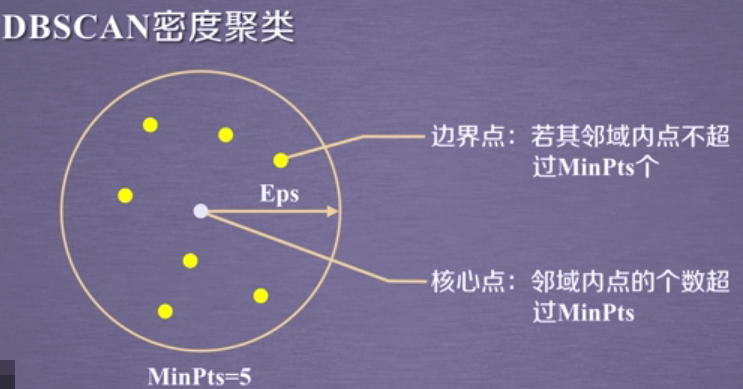 DBSCAN密度聚类
边界点：若其邻域内点不超
过MinPts个
Eps
核心点：邻域内点的个数超
过MinPts
MinPts=5